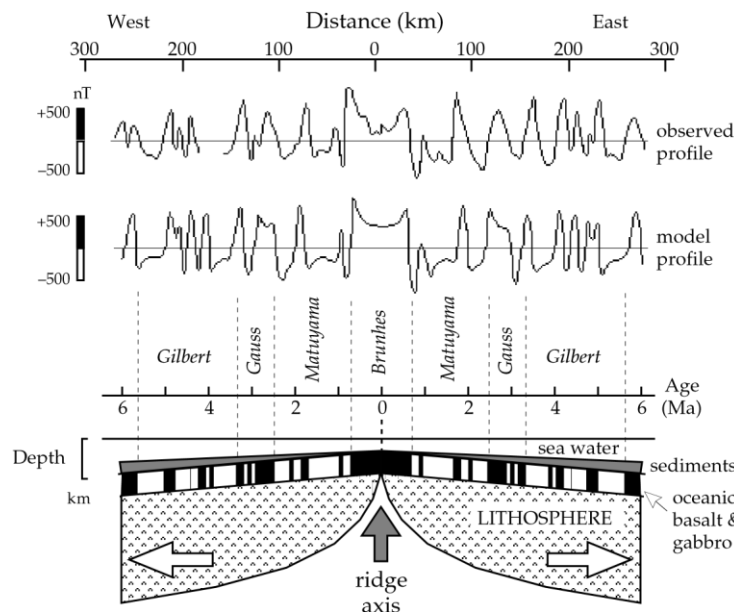 West Distance (km) East
300 200 100 0 100 200 300
nT
+500
−500
observed
profile
+500
−500
model
profile
Gilbert Gauss Matuyama Brunhes Matuyama Gauss Gilbert
Age
6 4 2 0 2 4 6 (Ma)
Depth
km
sea water
sediments
oceanic
basalt &
gabbro
LITHOSPHERE
ridge
axis